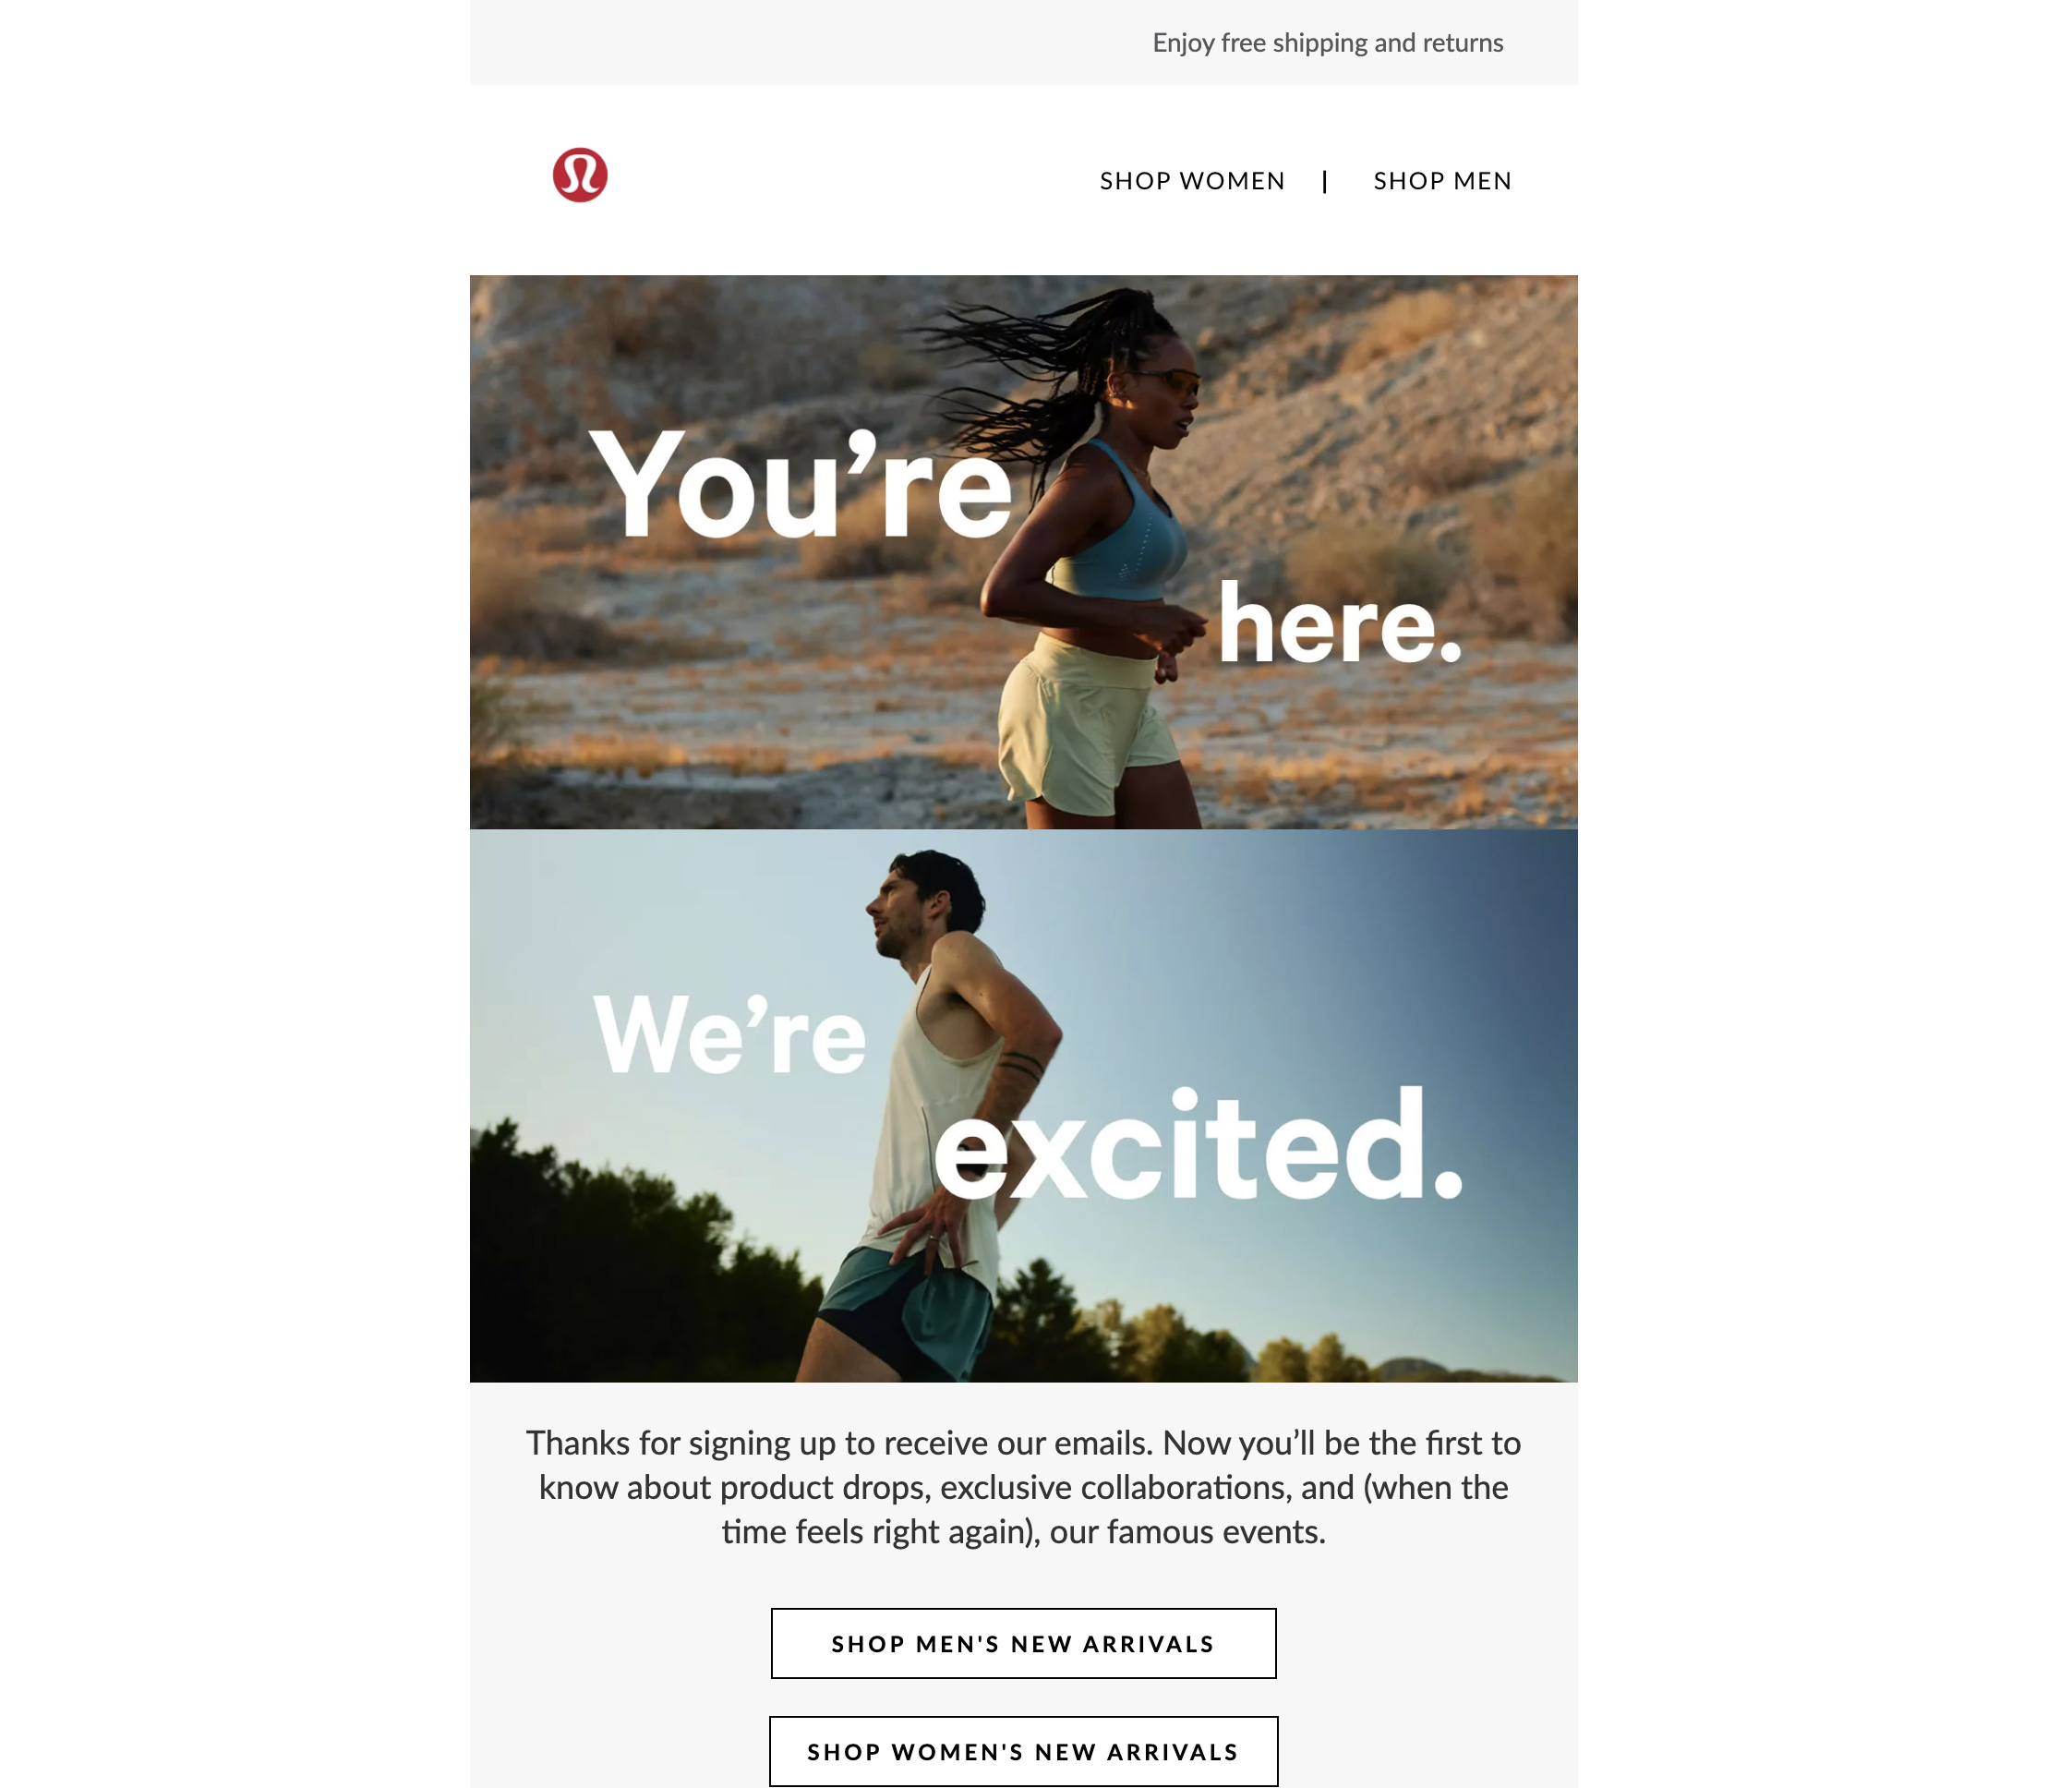 Enjoy free shipping and returns
SHOP WOMEN | SHOP MEN
You’re
here.
We’re
excited.
Thanks for signing up to receive our emails. Now you’ll be the first to
know about product drops, exclusive collaborations, and (when the
time feels right again), our famous events.
SHOP MEN'S NEW ARRIVALS
SHOP WOMEN'S NEW ARRIVALS